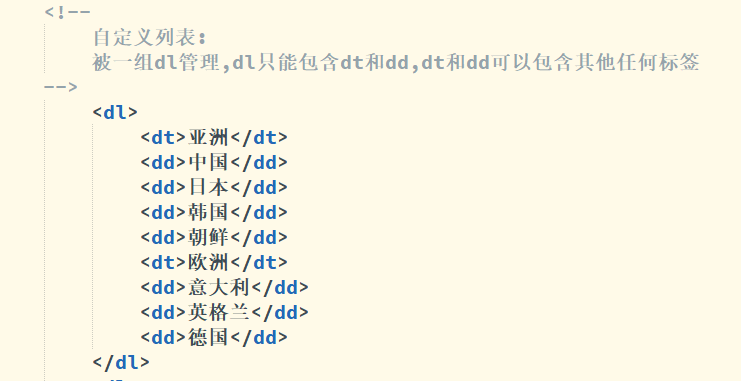 <!--
自定义列表:
被一组dl管理,dl只能包含dt和dd,dt和dd可以包含其他任何标签
-->
<dl>
<dt>亚洲</dt>
<dd>中国</dd>
<dd>日本</dd>
<dd>韩国</dd>
<dd>朝鲜</dd>
<dt>欧洲</dt>
<dd>意大利</dd>
<dd>英格兰</dd>
<dd>德国</dd>
</dl>